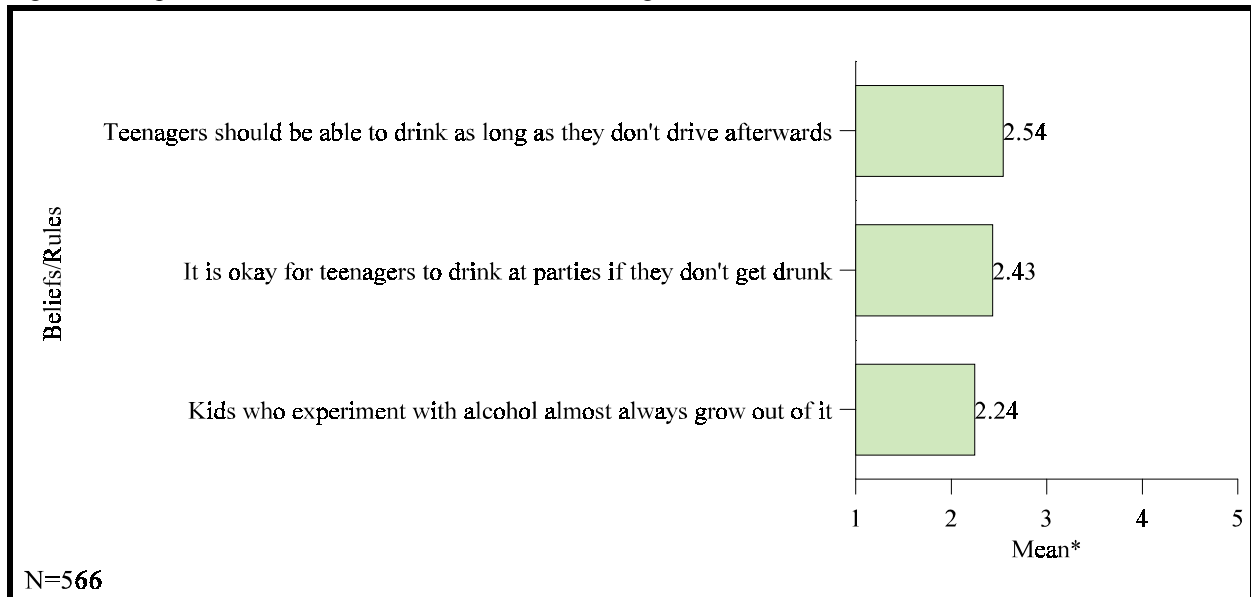 Beliefs/Rules
Teenagers should be able to drink as long as they don't drive afterwards
2.54
It is okay for teenagers to drink at parties if they don't get drunk
2.43
Kids who experiment with alcohol almost always grow out of it
2.24
1 2 3 4 5
Mean*
N=566